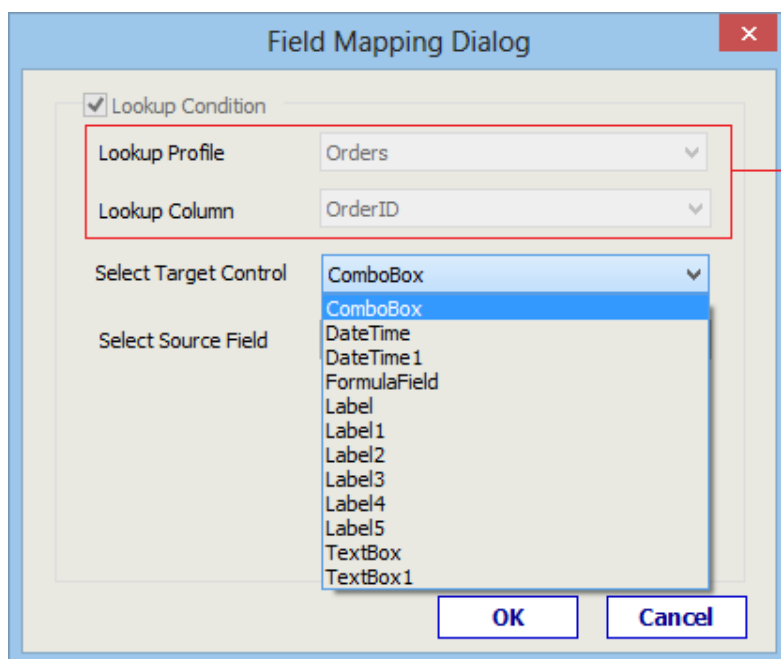 Field Mapping Dialog
Lookup Condition
Lookup Profile Orders
Lookup Column OrderID
Select Target Control ComboBox
ComboBox
DateTime
Select Source Field
DateTime1
FormulaField
Label
Label1
Label2
Label3
Label4
Label5
TextBox
TextBox1
OK Cancel